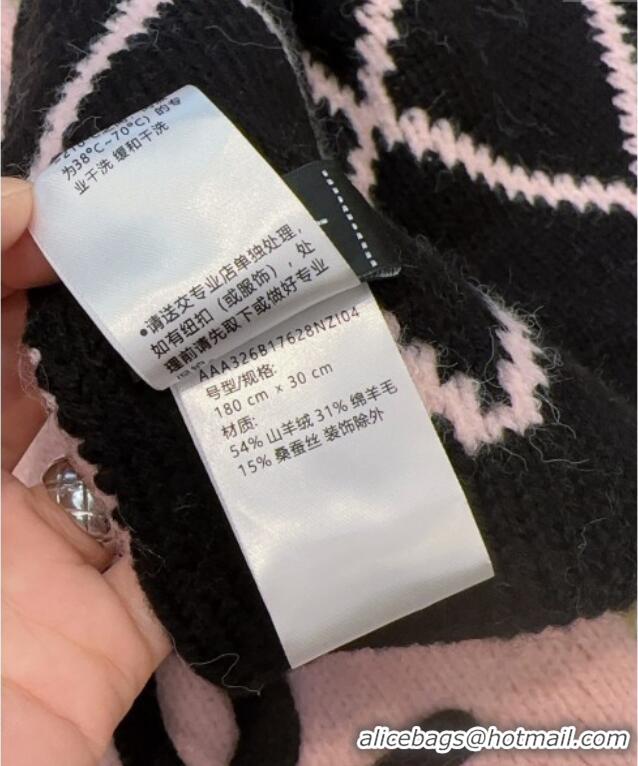 为38°C~70°C) 的专
业干洗 缓和干洗
●请送交专业店单独处理,
如有纽扣 (或服饰) , 处
理前请先取下或做好专业
AAA326B17628NZI04
号型/规格:
180 cm × 30 cm
材质:
54% 山羊绒 31% 绵羊毛
15% 桑蚕丝 装饰除外
alicebags@hotmail.com